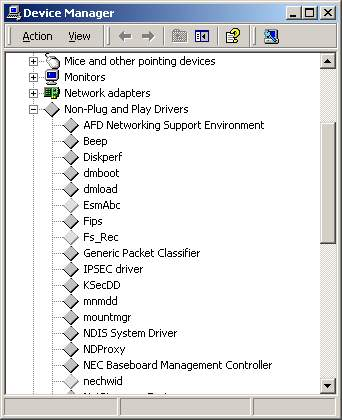 Device Manager
Action View
Mice and other pointing devices
Monitors
Network adapters
Non-Plug and Play Drivers
AFD Networking Support Environment
Beep
Diskperf
dmboot
dmload
EsmAbc
Fips
Fs_Rec
Generic Packet Classifier
IPSEC driver
KSecDD
mnmdd
mountmgr
NDIS System Driver
NDProxy
NEC Baseboard Management Controller
nechwid